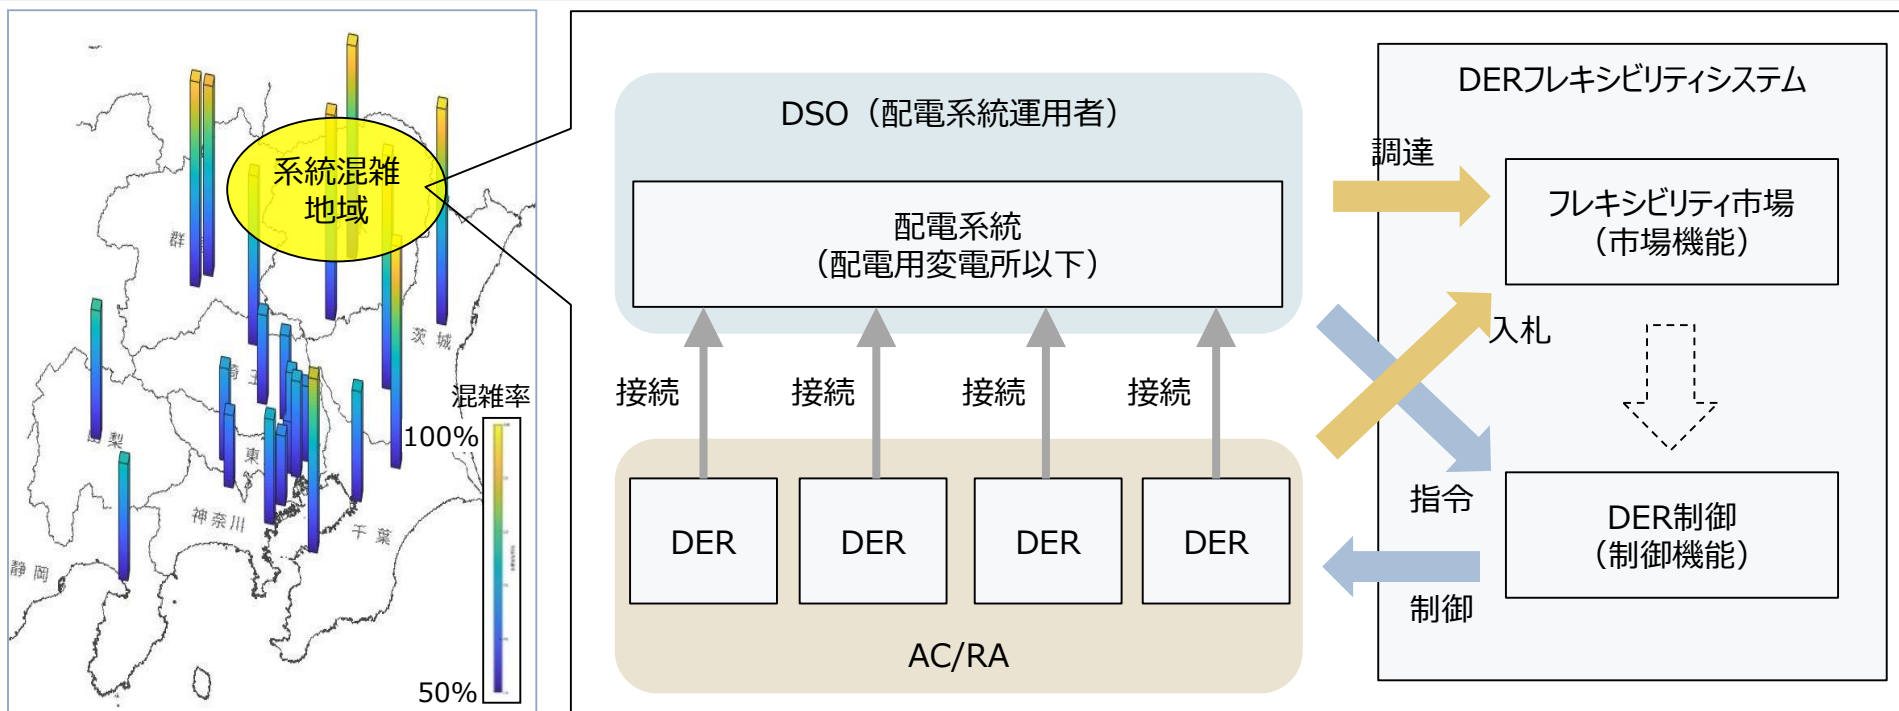 系統混雑
地域
群
茨城
埼玉
梨
東
神奈川
千葉
静岡
混雑率
100%
50%
DSO（配電系統運用者）
配電系統
（配電用変電所以下）
接続
接続
接続
接続
DER
DER
DER
DER
AC/RA
DERフレキシビリティシステム
調達
フレキシビリティ市場
（市場機能）
入札
指令
DER制御
（制御機能）
制御